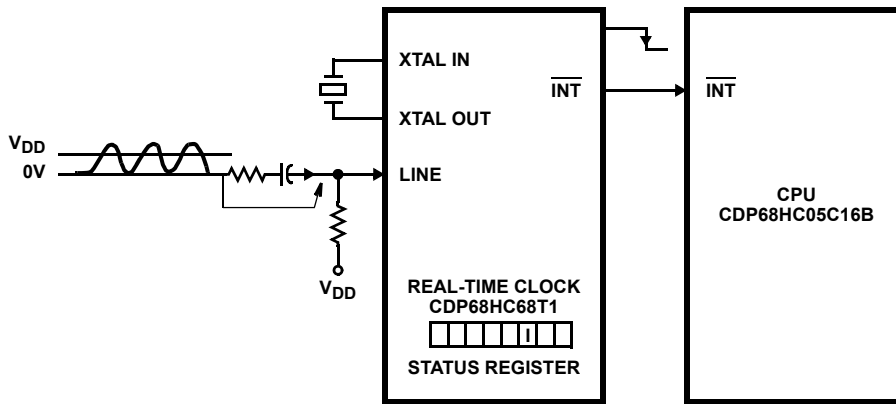 XTAL IN
INT
INT
XTAL OUT
VDD
0V
LINE
CPU
CDP68HC05C16B
VDD
REAL-TIME CLOCK
CDP68HC68T1
I
STATUS REGISTER